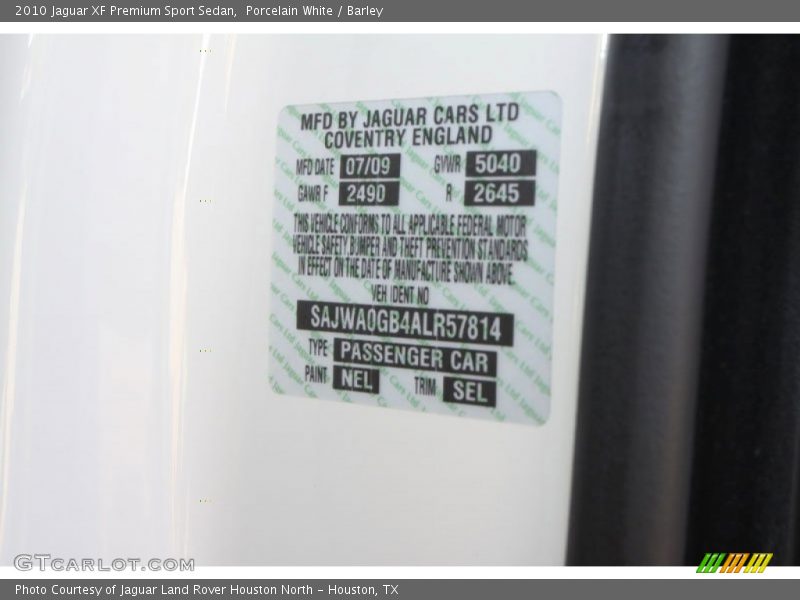 2010 Jaguar XF Premium Sport Sedan,  Porcelain White / Barley
MFD BY JAGUAR CARS LTD
COVENTRY ENGLAND
MFD DATE 07/09 GVWR 5040
GAWR F 2490 R 2645
THIS VEHICLE CONFORMS TO ALL APPLICABLE FEDERAL MOTOR
VEHICLE SAFETY, BUMPER AND THEFT PREVENTION STANDARDS
IN EFFECT ON THE DATE OF MANUFACTURE SHOWN ABOVE.
VEH IDENT NO
SAJWA0GB4ALR57814
TYPE PASSENGER CAR
PAINT NEL TRIM SEL
GTCARLOT.COM
Photo Courtesy of Jaguar Land Rover Houston North - Houston, TX